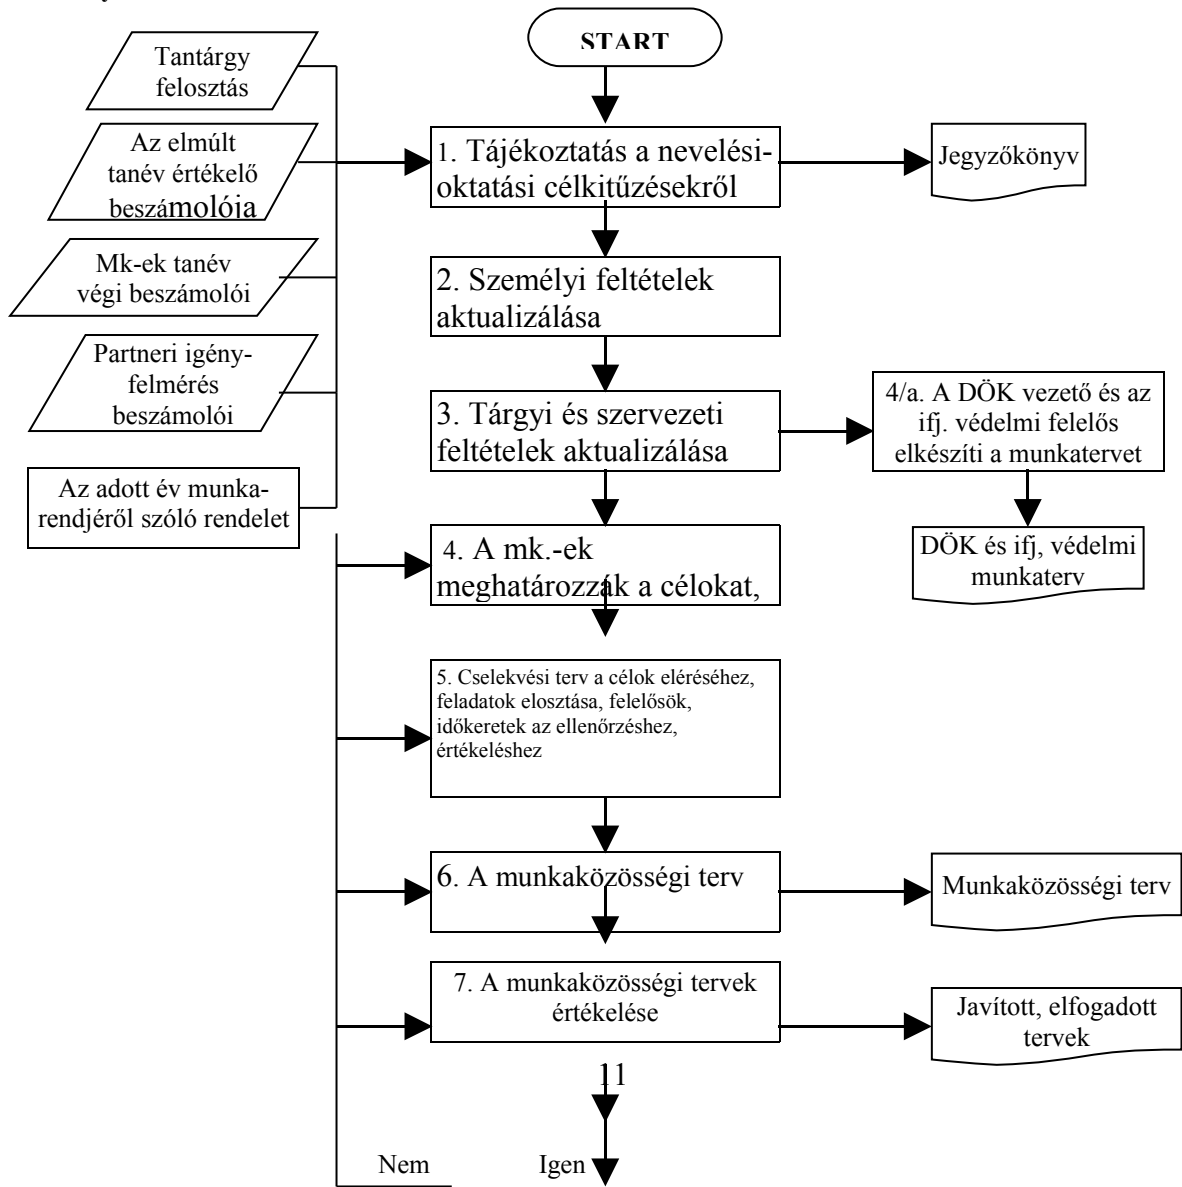 START
Tantárgy
felosztás
Az elmúlt
tanév értékelő
beszámolója
Mk-ek tanév
végi beszámolói
Partneri igény-
felmérés
beszámolói
Az adott év munka-
rendjéről szóló rendelet
1. Tájékoztatás a nevelési-
oktatási célkitűzésekről
Jegyzőkönyv
2. Személyi feltételek
aktualizálása
3. Tárgyi és szervezeti
feltételek aktualizálása
4/a. A DÖK vezető és az
ifj. védelmi felelős
elkészíti a munkatervet
DÖK és ifj, védelmi
munkaterv
4. A mk.-ek
meghatározzák a célokat,
5. Cselekvési terv a célok eléréséhez,
feladatok elosztása, felelősök,
időkeretek az ellenőrzéshez,
értékeléshez
6. A munkaközösségi terv
Munkaközösségi terv
7. A munkaközösségi tervek
értékelése
Javított, elfogadott
tervek
11
Nem
Igen